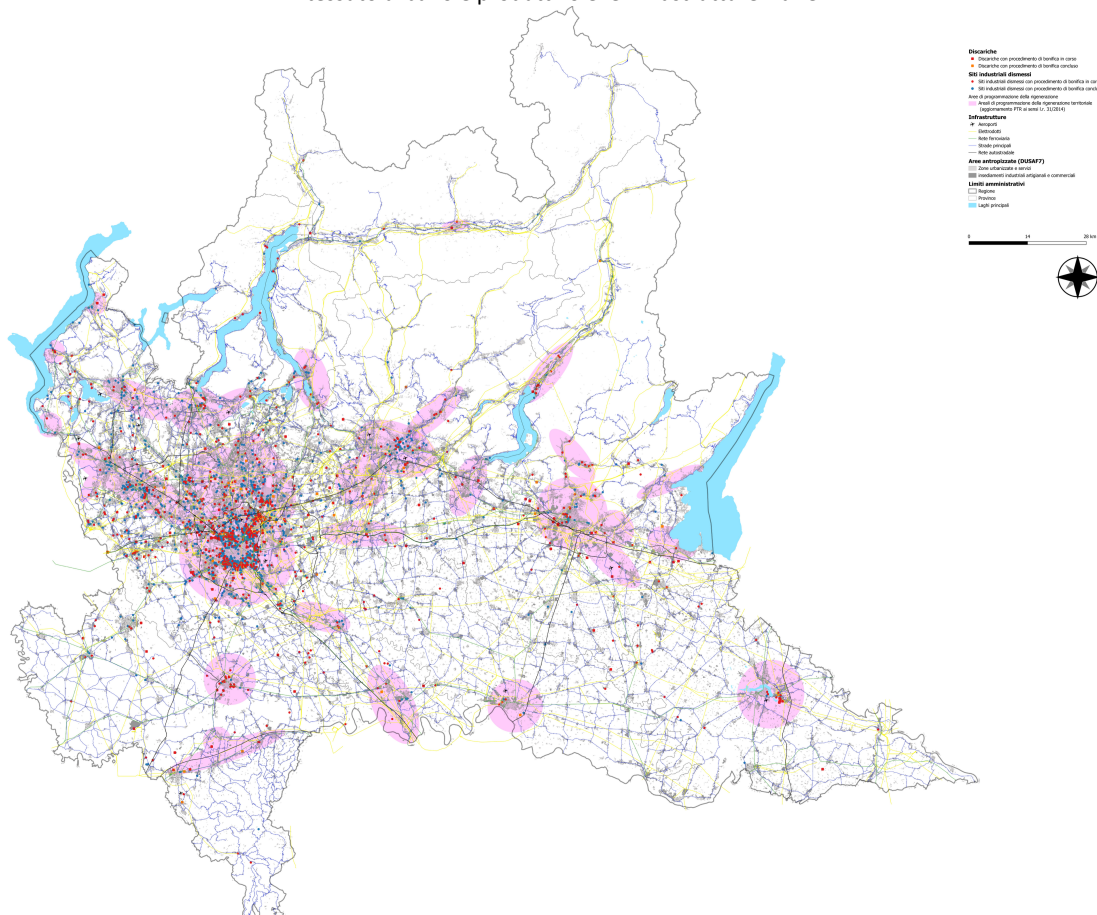 Discariche
Discariche con procedimento di bonifica in corso
Discariche con procedimento di bonifica concluso
Siti industriali dismessi
Siti industriali dismessi con procedimento di bonifica in cor
Siti industriali dismessi con procedimento di bonifica conclu
Aree di programmazione della rigenerazione
Areali di programmazione della rigenerazione territoriale
(aggiornamento PTR ai sensi l.r. 31/2014)
Infrastrutture
Aeroporti
Elettrodotti
Rete ferroviaria
Strade principali
Rete autostradale
Aree antropizzate (DUSAF7)
Zone urbanizzate e servizi
insediamenti industriali artigianali e commerciali
Limiti amministrativi
Regione
Province
Laghi principali
0 14 28 km